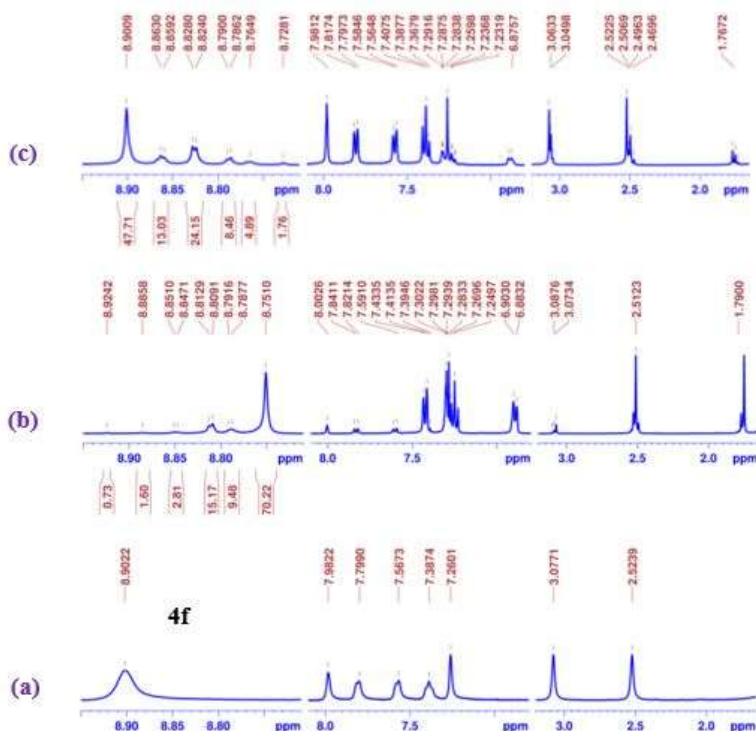 8.9009 8.8630 8.8592 8.8280 8.8240 8.7900 8.7862 8.7649 8.7281 7.9812 7.8174 7.7973 7.5846 7.5648 7.4075 7.3877 7.3679 7.2916 7.2875 7.2838 7.2598 7.2368 7.2319 6.8757 3.0633 3.0498 2.5225 2.5069 2.4963 2.4696 1.7672
(c)
8.90 8.85 8.80 ppm 8.0 7.5 ppm 3.0 2.5 2.0 ppm
47.71 13.03 24.15 8.46 4.89 1.76
8.9242 8.8858 8.8510 8.8471 8.8129 8.8091 8.7916 8.7877 8.7510 8.0026 7.8411 7.8214 7.5910 7.4335 7.4135 7.3946 7.3022 7.2981 7.2939 7.2833 7.2696 7.2497 6.9030 6.8832 3.0876 3.0734 2.5123 1.7900
(b)
8.90 8.85 8.80 ppm 8.0 7.5 ppm 3.0 2.5 2.0 ppm
0.73 1.60 2.81 15.17 9.48 70.22
8.9022 7.9822 7.7990 7.5673 7.3874 7.2601 3.0771 2.5239
4f
(a)
8.90 8.85 8.80 ppm 8.0 7.5 ppm 3.0 2.5 2.0 ppm